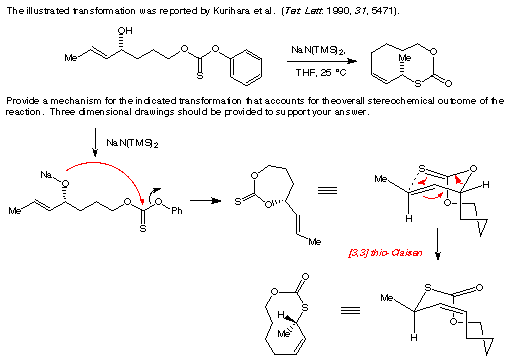 The illustrated transformation was reported by Kurihara et al. (Tet. Lett. 1990, 31, 5471).
OH
Me
O
O
S
NaN(TMS)2,
THF, 25 °C
O
Me
S
O
Provide a mechanism for the indicated transformation that accounts for theoverall stereochemical outcome of the
reaction. Three dimensional drawings should be provided to support your answer.
NaN(TMS)2
Na
O
Me
O
OPh
S
O
S
O
Me
S
O
Me
H
O
H
[3,3] thio-Claisen
O
O
S
H
Me
Me
S
O
O
H